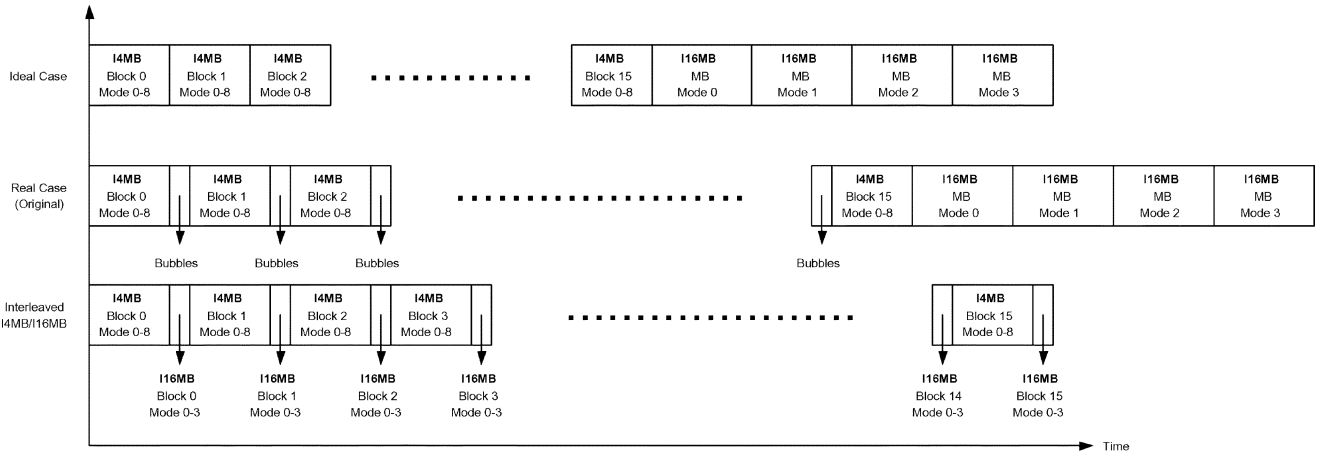 Ideal Case
I4MB
Block 0
Mode 0-8
I4MB
Block 1
Mode 0-8
I4MB
Block 2
Mode 0-8
I4MB
Block 15
Mode 0-8
I16MB
MB
Mode 0
I16MB
MB
Mode 1
I16MB
MB
Mode 2
I16MB
MB
Mode 3
Real Case
(Original)
I4MB
Block 0
Mode 0-8
I4MB
Block 1
Mode 0-8
I4MB
Block 2
Mode 0-8
I4MB
Block 15
Mode 0-8
I16MB
MB
Mode 0
I16MB
MB
Mode 1
I16MB
MB
Mode 2
I16MB
MB
Mode 3
Bubbles
Bubbles
Bubbles
Bubbles
Interleaved
I4MB/I16MB
I4MB
Block 0
Mode 0-8
I4MB
Block 1
Mode 0-8
I4MB
Block 2
Mode 0-8
I4MB
Block 3
Mode 0-8
I4MB
Block 15
Mode 0-8
I16MB
Block 0
Mode 0-3
I16MB
Block 1
Mode 0-3
I16MB
Block 2
Mode 0-3
I16MB
Block 3
Mode 0-3
I16MB
Block 14
Mode 0-3
I16MB
Block 15
Mode 0-3
Time